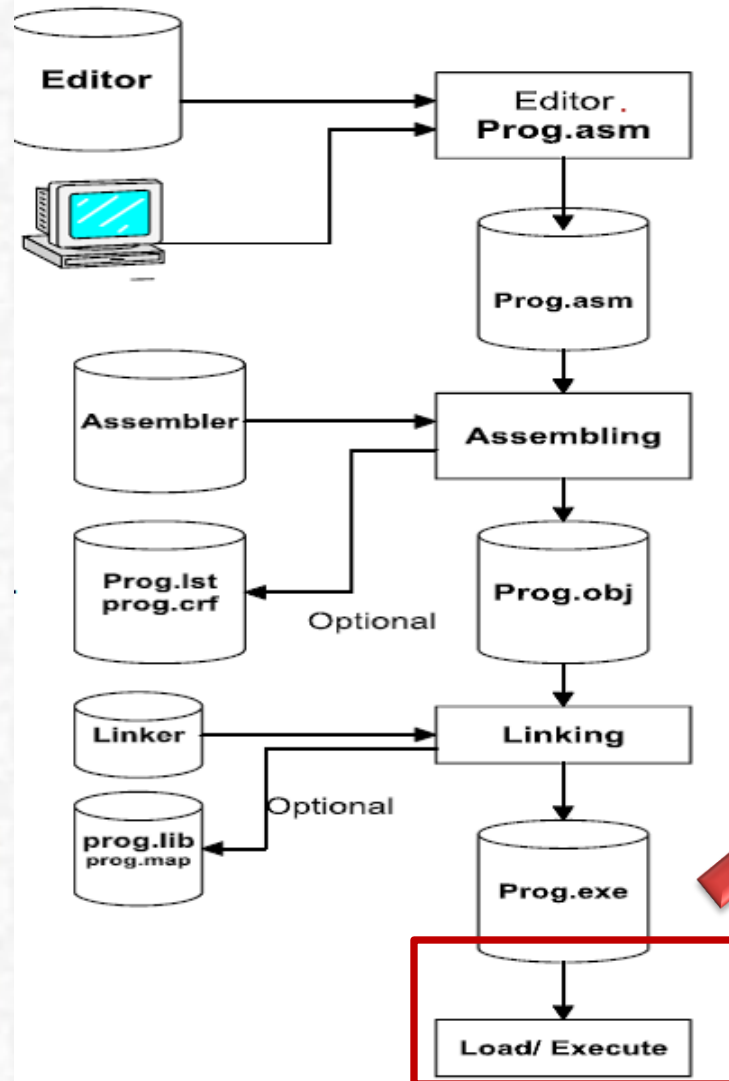 Editor
Editor .
Prog.asm
Prog.asm
Assembler
Assembling
Prog.lst
prog.crf
Optional
Prog.obj
Linker
Linking
Optional
prog.lib
prog.map
Prog.exe
Load/ Execute